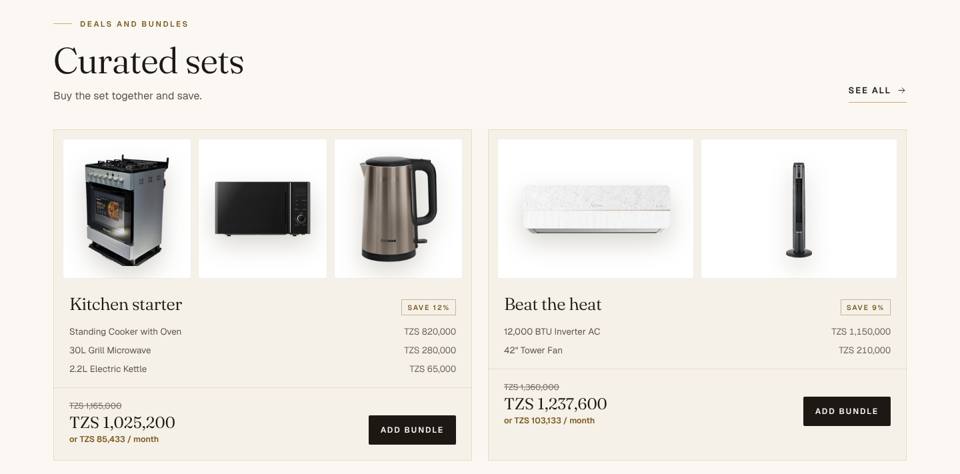 DEALS AND BUNDLES
Curated sets
Buy the set together and save.
SEE ALL →
Kitchen starter
SAVE 12%
Standing Cooker with Oven TZS 820,000
30L Grill Microwave TZS 280,000
2.2L Electric Kettle TZS 65,000
TZS 1,165,000
TZS 1,025,200
or TZS 85,433 / month
ADD BUNDLE
Beat the heat
SAVE 9%
12,000 BTU Inverter AC TZS 1,150,000
42" Tower Fan TZS 210,000
TZS 1,360,000
TZS 1,237,600
or TZS 103,133 / month
ADD BUNDLE